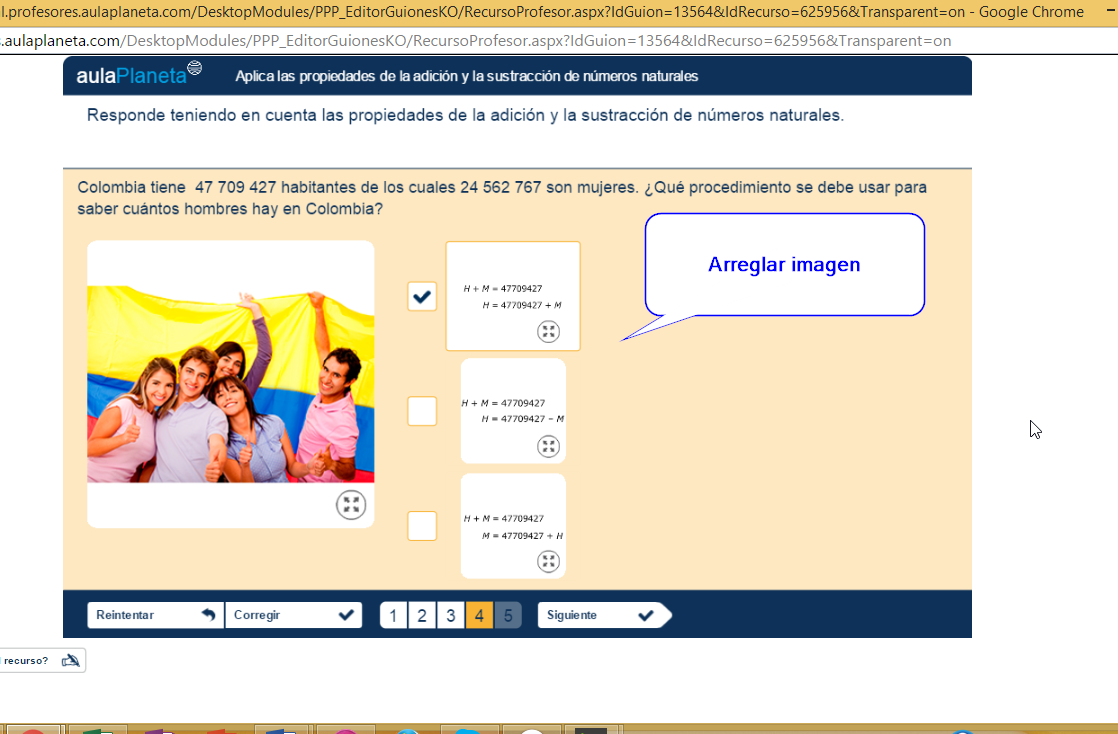 l.profesores.aulaplaneta.com/DesktopModules/PPP_EditorGuionesKO/RecursoProfesor.aspx?IdGuion=13564&IdRecurso=625956&Transparent=on - Google Chrome
s.aulaplaneta.com/DesktopModules/PPP_EditorGuionesKO/RecursoProfesor.aspx?IdGuion=13564&IdRecurso=625956&Transparent=on
aulaPlaneta Aplica las propiedades de la adición y la sustracción de números naturales
Responde teniendo en cuenta las propiedades de la adición y la sustracción de números naturales.
Colombia tiene 47 709 427 habitantes de los cuales 24 562 767 son mujeres. ¿Qué procedimiento se debe usar para
saber cuántos hombres hay en Colombia?
Arreglar imagen
H + M = 47709427
H = 47709427 + M
H + M = 47709427
H = 47709427 − M
H + M = 47709427
M = 47709427 + H
Reintentar Corregir 1 2 3 4 5 Siguiente
recurso?